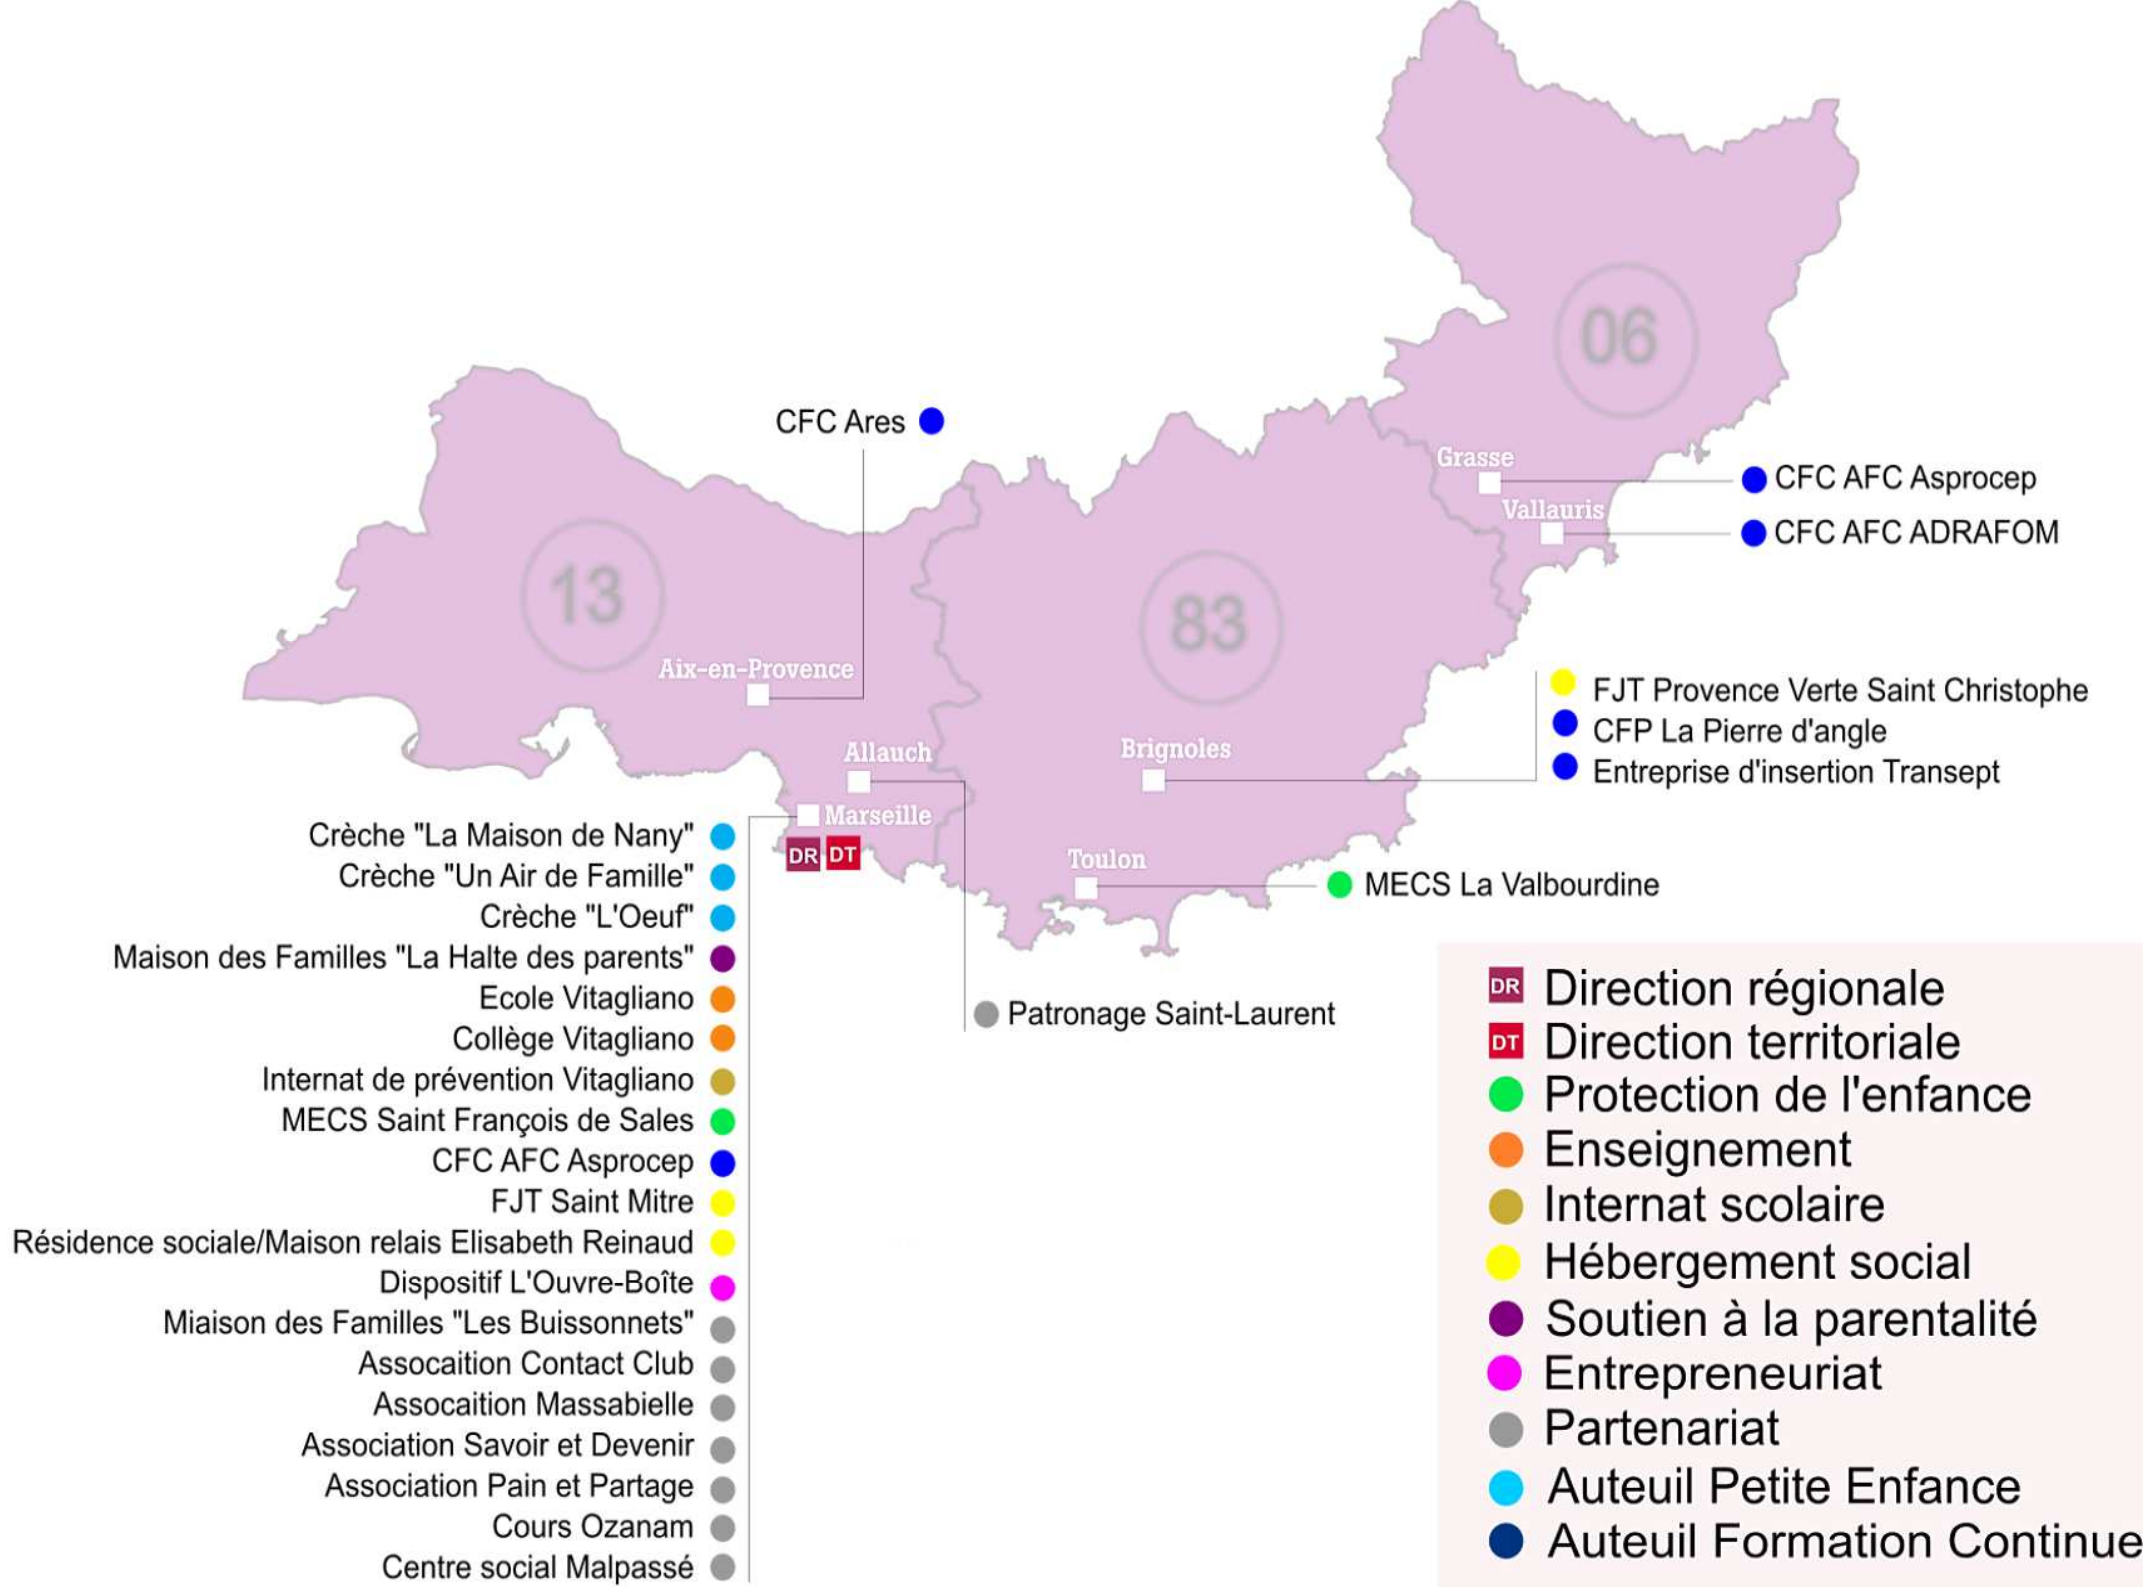 06
CFC Ares
Grasse
CFC AFC Asprocep
Vallauris
CFC AFC ADRAFOM
13
83
Aix-en-Provence
FJT Provence Verte Saint Christophe
CFP La Pierre d'angle
Entreprise d'insertion Transept
Allauch
Brignoles
Marseille
DR DT
Toulon
MECS La Valbourdine
Patronage Saint-Laurent
Crèche "La Maison de Nany"
Crèche "Un Air de Famille"
Crèche "L'Oeuf"
Maison des Familles "La Halte des parents"
Ecole Vitagliano
Collège Vitagliano
Internat de prévention Vitagliano
MECS Saint François de Sales
CFC AFC Asprocep
FJT Saint Mitre
Résidence sociale/Maison relais Elisabeth Reinaud
Dispositif L'Ouvre-Boîte
Miaison des Familles "Les Buissonnets"
Assocaition Contact Club
Assocaition Massabielle
Association Savoir et Devenir
Association Pain et Partage
Cours Ozanam
Centre social Malpassé
DR Direction régionale
DT Direction territoriale
Protection de l'enfance
Enseignement
Internat scolaire
Hébergement social
Soutien à la parentalité
Entrepreneuriat
Partenariat
Auteuil Petite Enfance
Auteuil Formation Continue